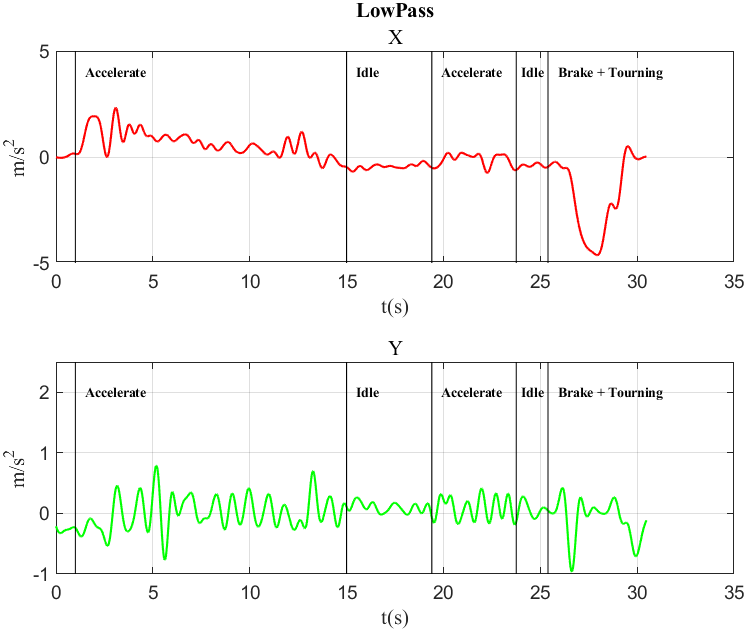 LowPass
X
5
Accelerate Idle Accelerate Idle Brake + Tourning
m/s²
0
-5
0 5 10 15 20 25 30 35
t(s)
Y
2
Accelerate Idle Accelerate Idle Brake + Tourning
1
m/s²
0
-1
0 5 10 15 20 25 30 35
t(s)